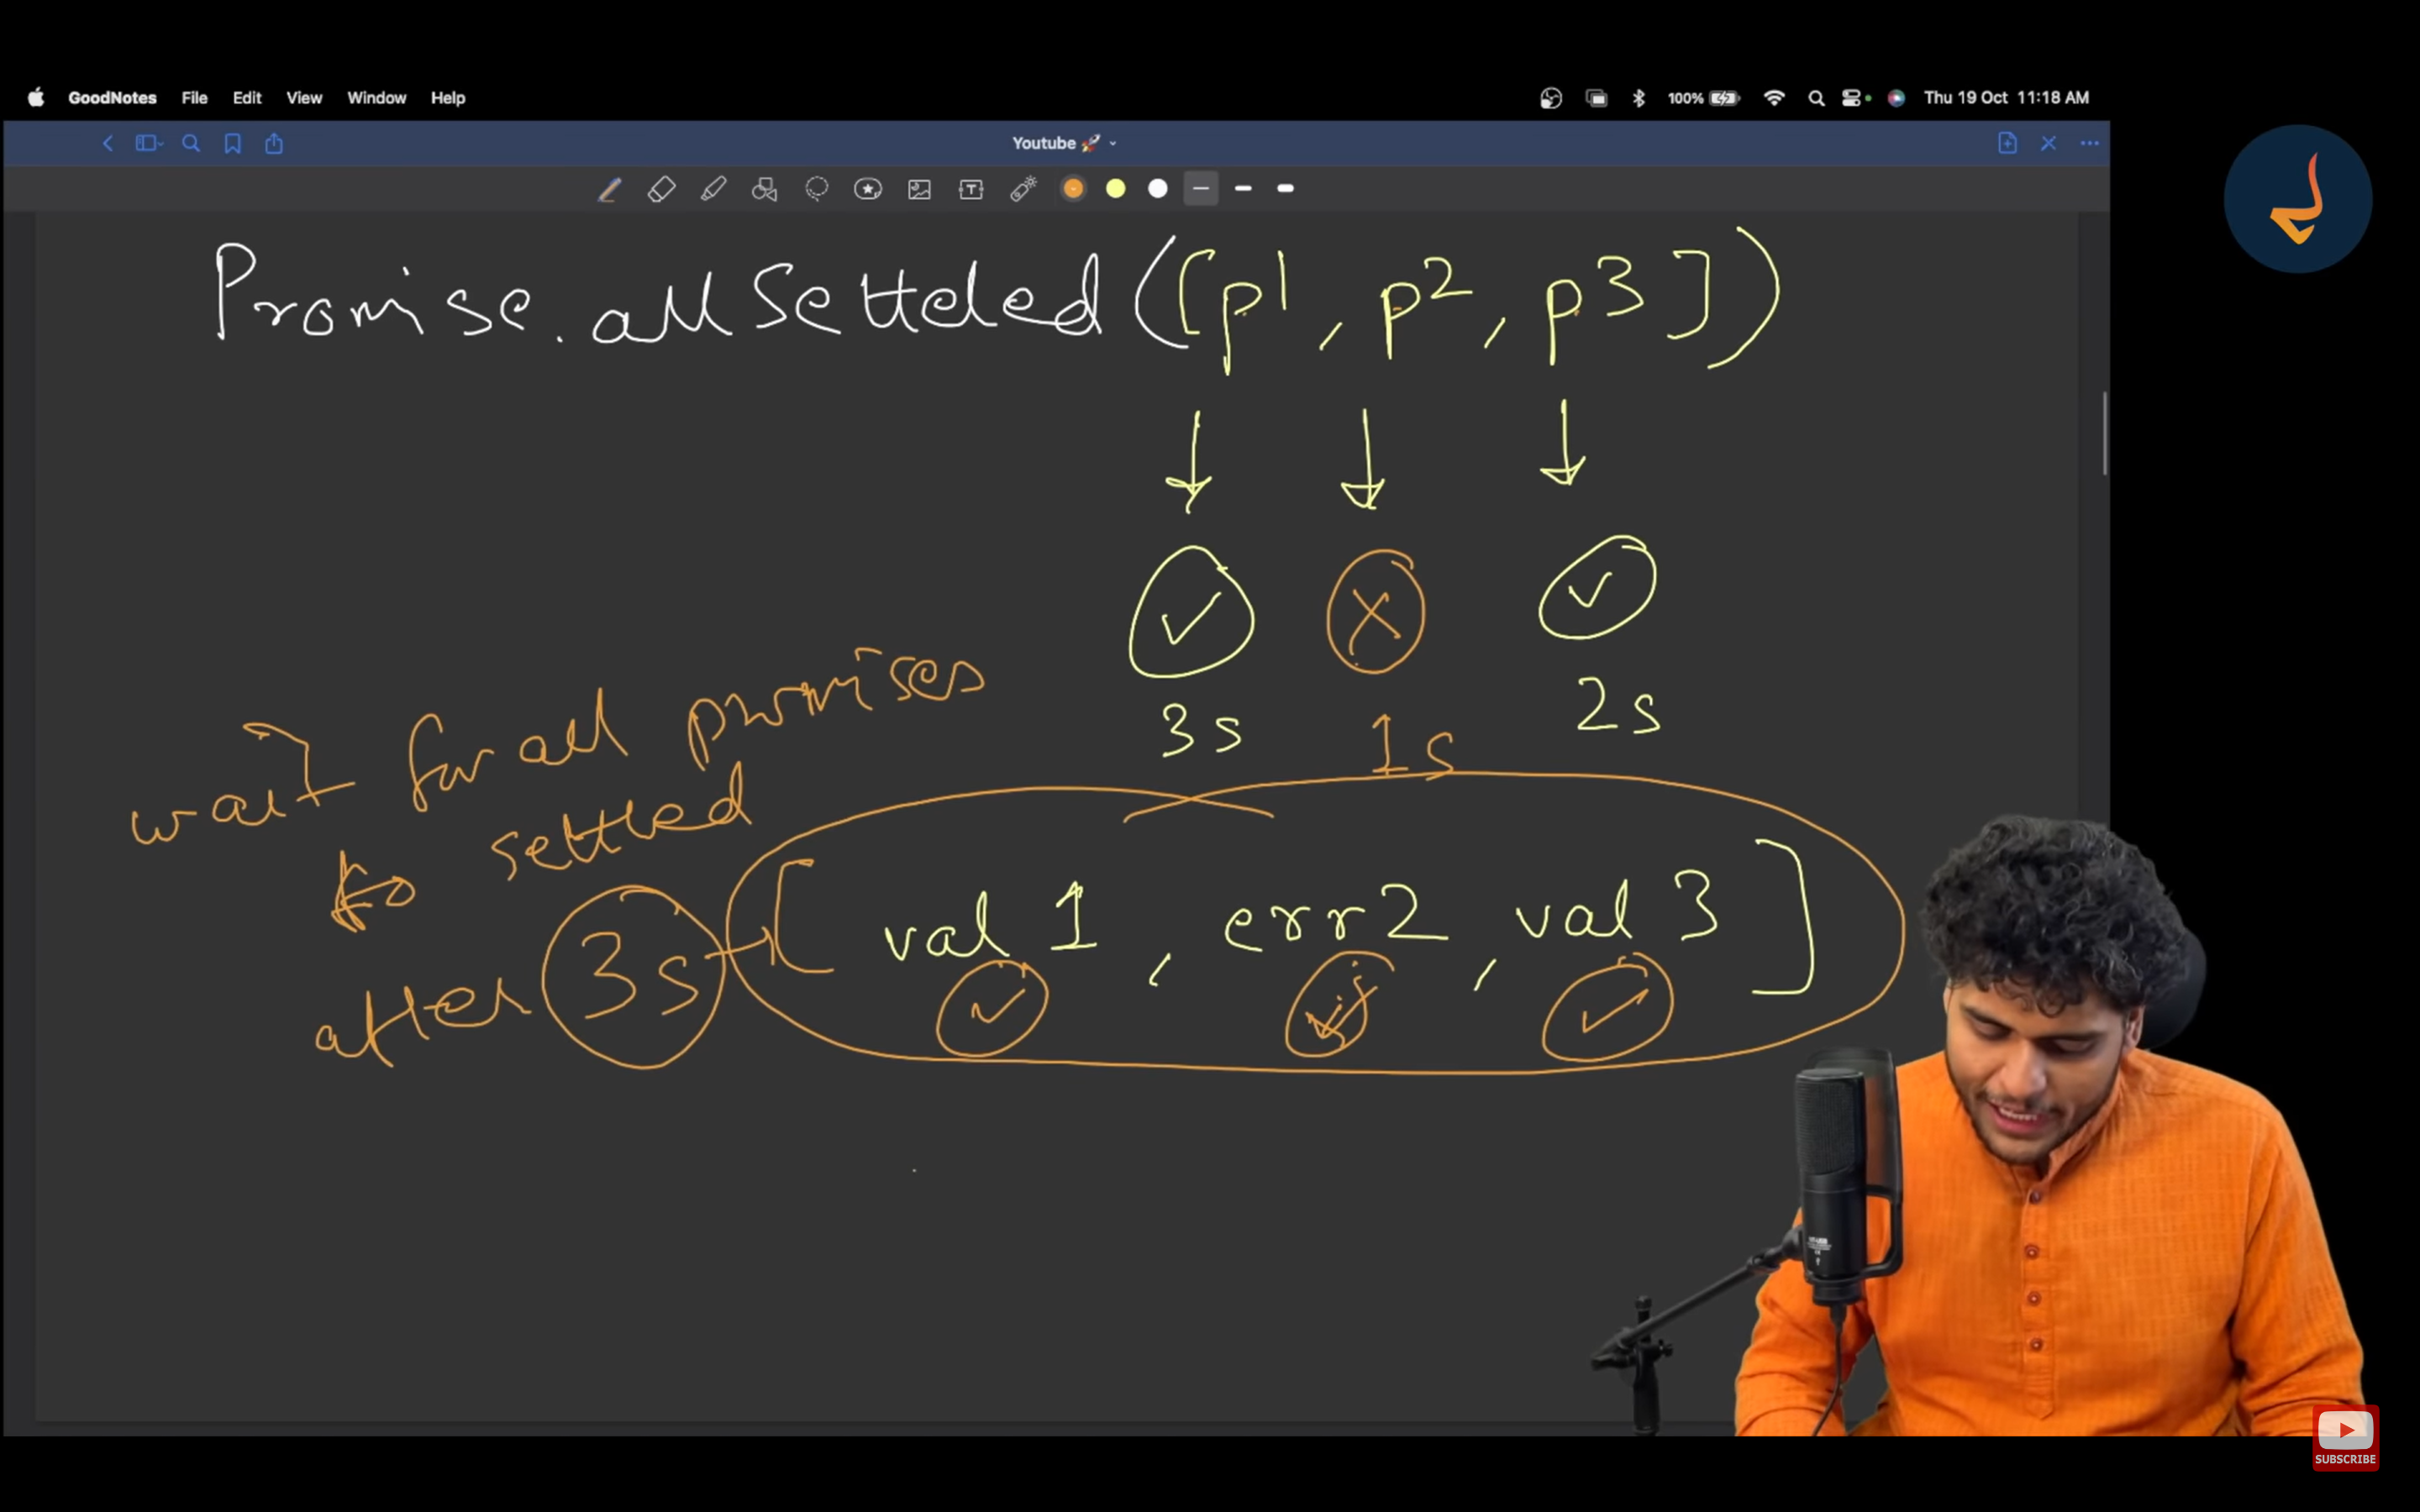 GoodNotes File Edit View Window Help 100% Thu 19 Oct 11:18 AM
Youtube 🚀
Promise.allSetteled([p1, p2, p3])
3s 1s 2s
wait for all promises
to settled
after 3s → [val 1, err2, val 3]
SUBSCRIBE